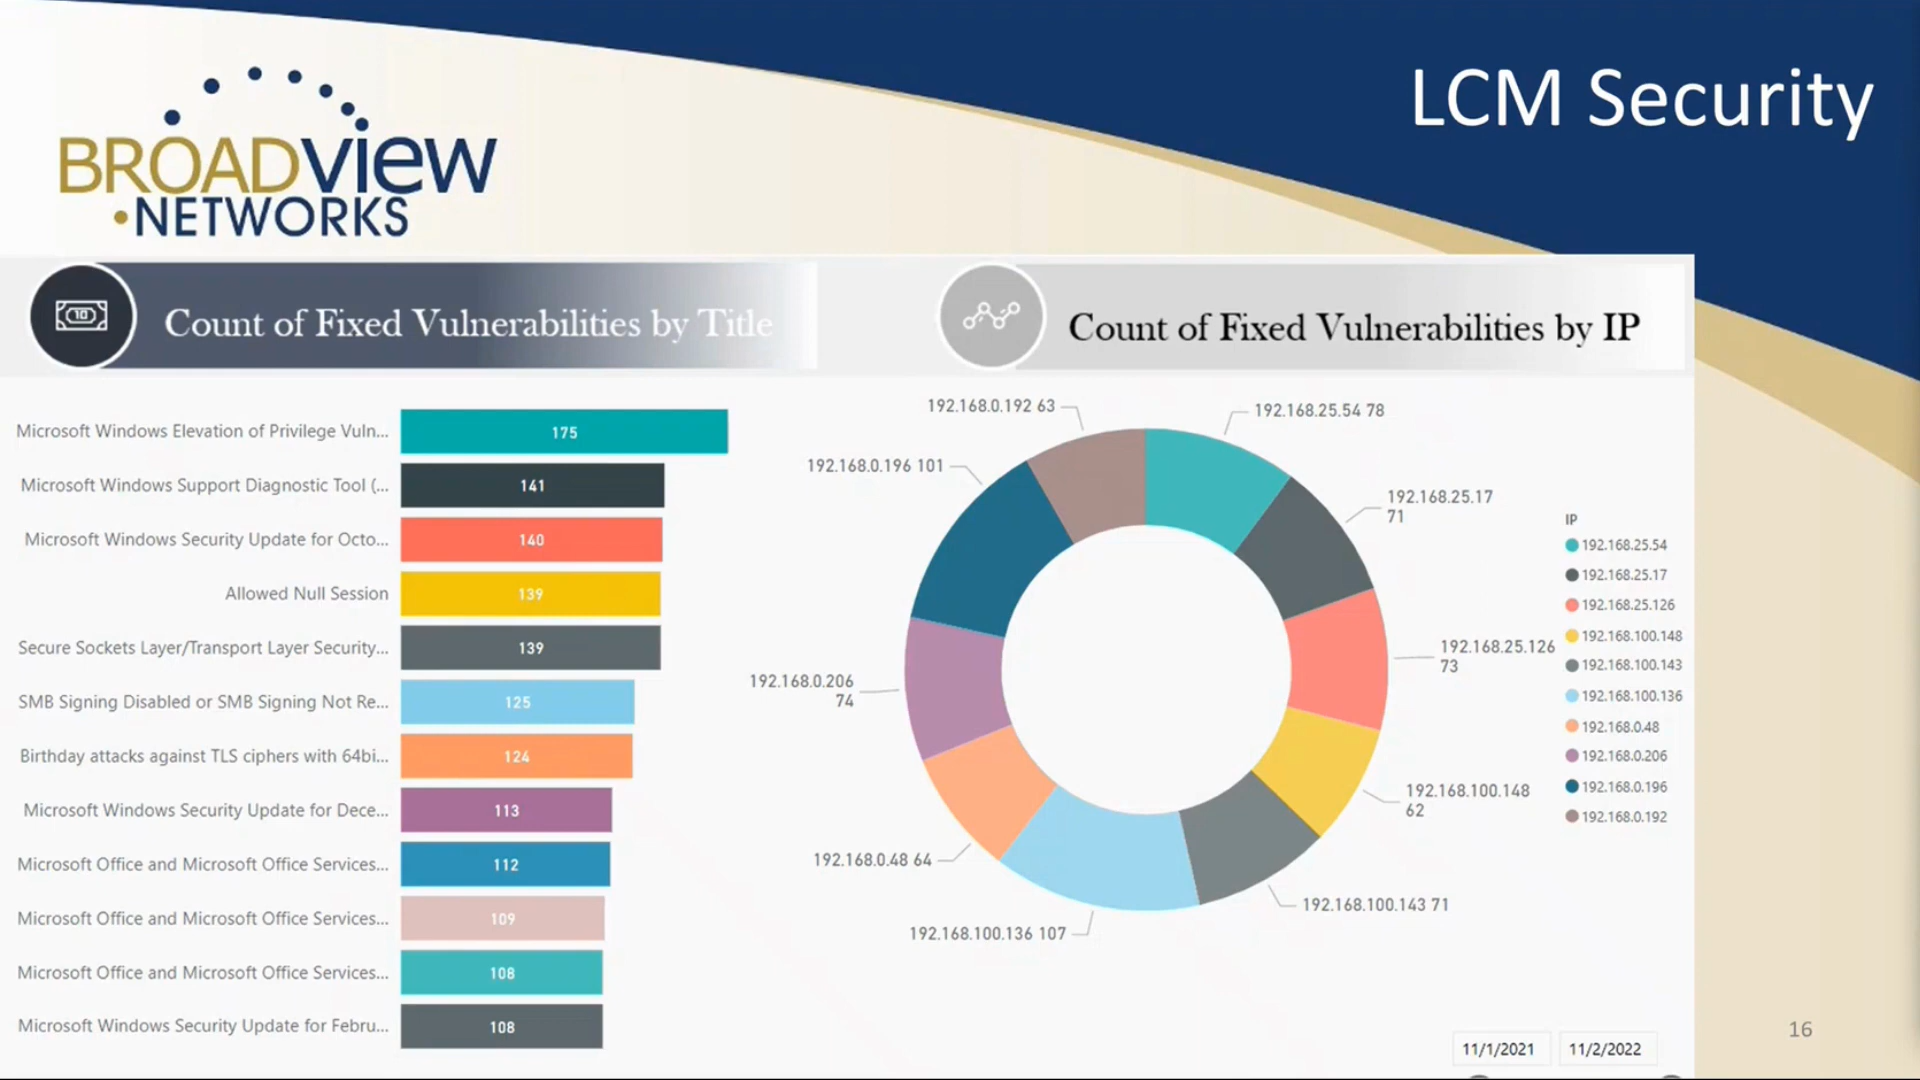 LCM Security
BROADVIEW
NETWORKS
10
Count of Fixed Vulnerabilities by Title
Microsoft Windows Elevation of Privilege Vuln...
175
Microsoft Windows Support Diagnostic Tool (...
141
Microsoft Windows Security Update for Octo...
140
Allowed Null Session
139
Secure Sockets Layer/Transport Layer Security...
139
SMB Signing Disabled or SMB Signing Not Re...
125
Birthday attacks against TLS ciphers with 64bi...
124
Microsoft Windows Security Update for Dece...
113
Microsoft Office and Microsoft Office Services...
112
Microsoft Office and Microsoft Office Services...
109
Microsoft Office and Microsoft Office Services...
108
Microsoft Windows Security Update for Febru...
108
Count of Fixed Vulnerabilities by IP
192.168.0.192 63
192.168.25.54 78
192.168.0.196 101
192.168.25.17
71
192.168.25.126
73
192.168.0.206
74
192.168.100.148
62
192.168.0.48 64
192.168.100.143 71
192.168.100.136 107
IP
192.168.25.54
192.168.25.17
192.168.25.126
192.168.100.148
192.168.100.143
192.168.100.136
192.168.0.48
192.168.0.206
192.168.0.196
192.168.0.192
11/1/2021
11/2/2022
16